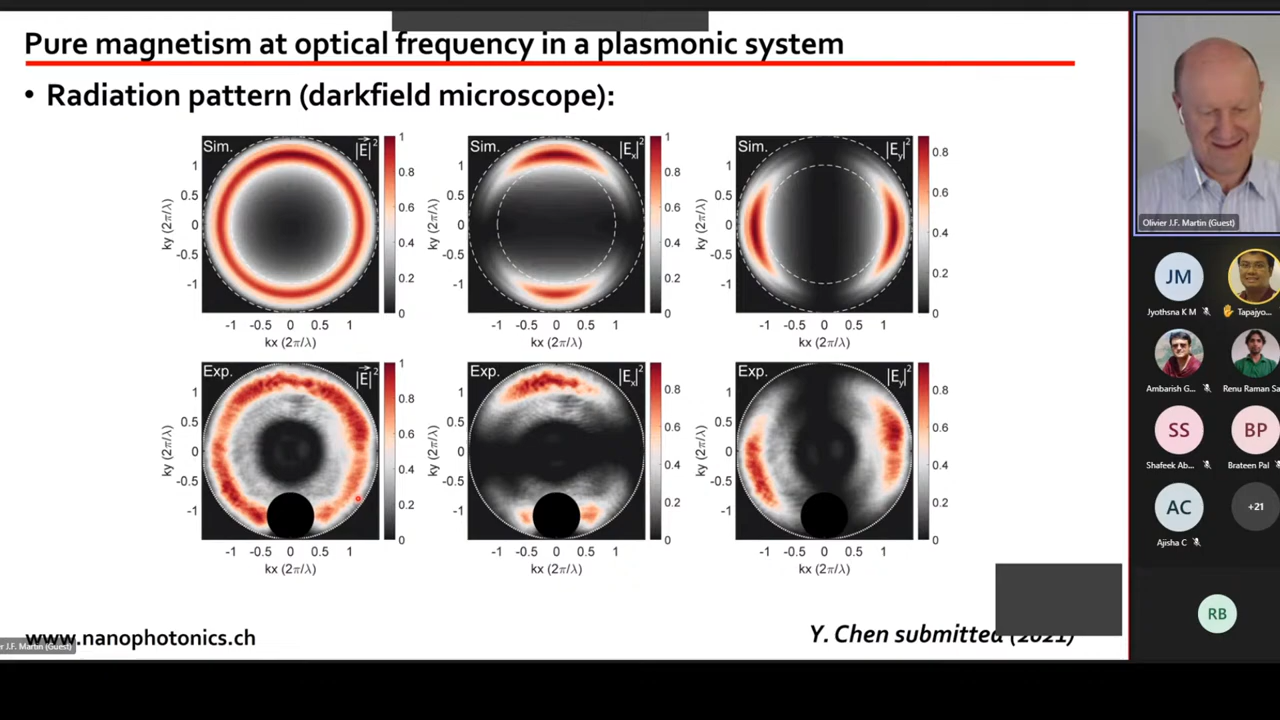 Pure magnetism at optical frequency in a plasmonic system
• Radiation pattern (darkfield microscope):
Sim. |E|²
1
0.5
0
-0.5
-1
ky (2π/λ)
-1 -0.5 0 0.5 1
kx (2π/λ)
1
0.8
0.6
0.4
0.2
0
Sim. |Ex|²
1
0.5
0
-0.5
-1
ky (2π/λ)
-1 -0.5 0 0.5 1
kx (2π/λ)
1
0.8
0.6
0.4
0.2
0
Sim. |Ey|²
1
0.5
0
-0.5
-1
ky (2π/λ)
-1 -0.5 0 0.5 1
kx (2π/λ)
0.8
0.6
0.4
0.2
0
Exp. |E|²
1
0.5
0
-0.5
-1
ky (2π/λ)
-1 -0.5 0 0.5 1
kx (2π/λ)
1
0.8
0.6
0.4
0.2
0
Exp. |Ex|²
1
0.5
0
-0.5
-1
ky (2π/λ)
-1 -0.5 0 0.5 1
kx (2π/λ)
0.8
0.6
0.4
0.2
0
Exp. |Ey|²
1
0.5
0
-0.5
-1
ky (2π/λ)
-1 -0.5 0 0.5 1
kx (2π/λ)
0.8
0.6
0.4
0.2
0
www.nanophotonics.ch
r J.F. Martin (Guest)
Y. Chen submitted (2021)
Olivier J.F. Martin (Guest)
JM
Jyothsna K M
Tapajyo...
Ambarish G...
Renu Raman Sa
SS
Shafeek Ab...
BP
Brateen Pal
AC
Ajisha C
+21
RB